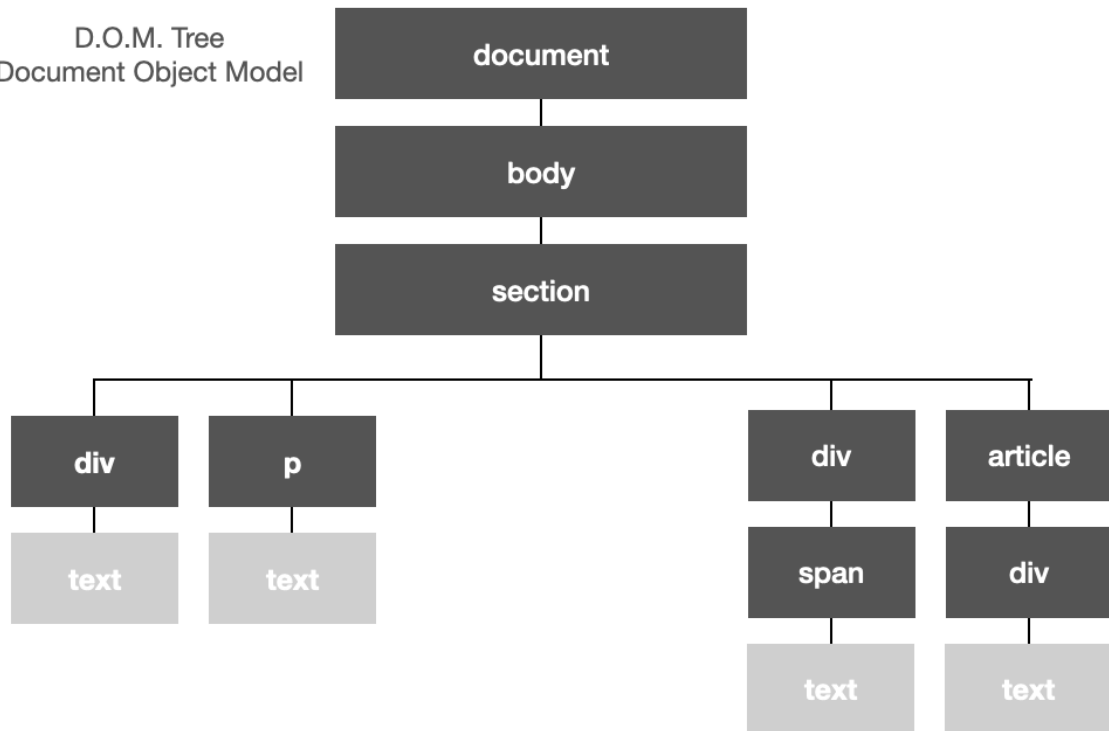 D.O.M. Tree
Document Object Model
document
body
section
div
p
div
article
text
text
span
div
text
text